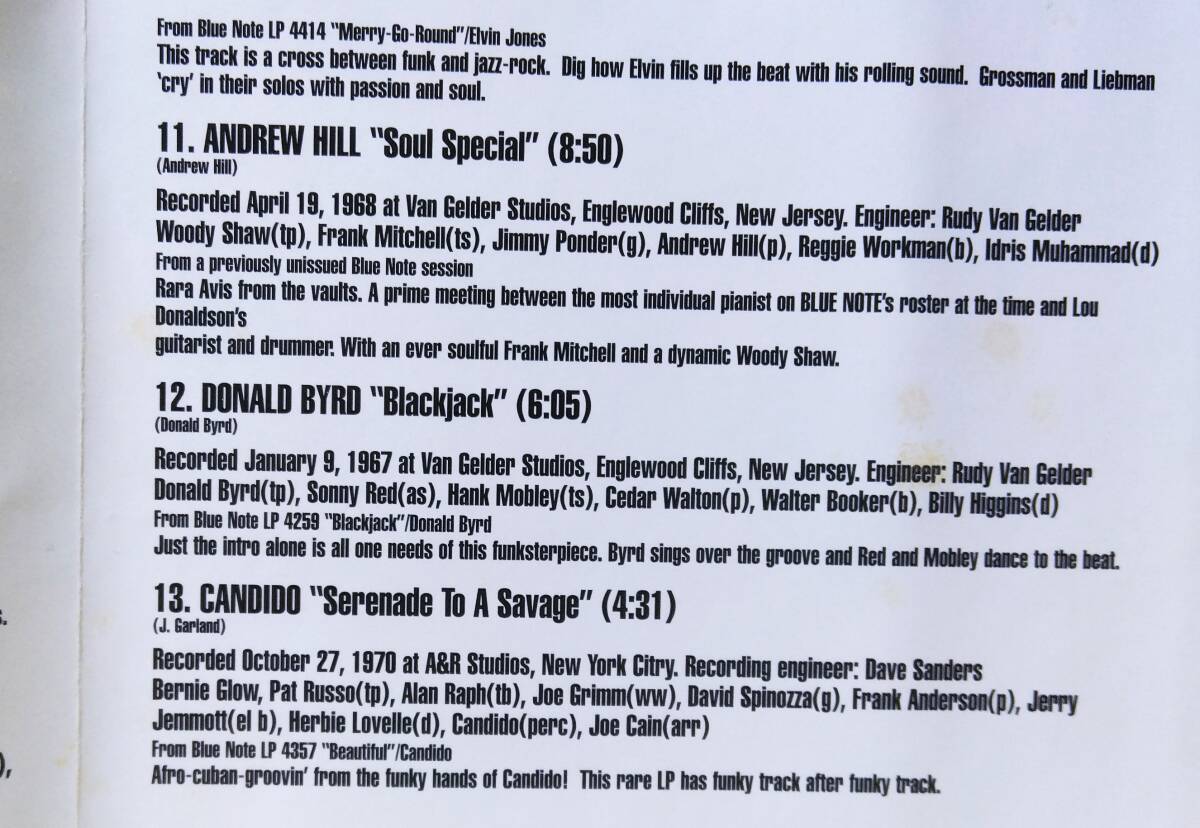 From Blue Note LP 4414 "Merry-Go-Round"/Elvin Jones
This track is a cross between funk and jazz-rock. Dig how Elvin fills up the beat with his rolling sound. Grossman and Liebman
'cry' in their solos with passion and soul.
11. ANDREW HILL "Soul Special" (8:50)
(Andrew Hill)
Recorded April 19, 1968 at Van Gelder Studios, Englewood Cliffs, New Jersey. Engineer: Rudy Van Gelder
Woody Shaw(tp), Frank Mitchell(ts), Jimmy Ponder(g), Andrew Hill(p), Reggie Workman(b), Idris Muhammad(d)
From a previously unissued Blue Note session
Rara Avis from the vaults. A prime meeting between the most individual pianist on BLUE NOTE's roster at the time and Lou
Donaldson's
guitarist and drummer. With an ever soulful Frank Mitchell and a dynamic Woody Shaw.
12. DONALD BYRD "Blackjack" (6:05)
(Donald Byrd)
Recorded January 9, 1967 at Van Gelder Studios, Englewood Cliffs, New Jersey. Engineer: Rudy Van Gelder
Donald Byrd(tp), Sonny Red(as), Hank Mobley(ts), Cedar Walton(p), Walter Booker(b), Billy Higgins(d)
From Blue Note LP 4259 "Blackjack"/Donald Byrd
Just the intro alone is all one needs of this funksterpiece. Byrd sings over the groove and Red and Mobley dance to the beat.
13. CANDIDO "Serenade To A Savage" (4:31)
(J. Garland)
Recorded October 27, 1970 at A&R Studios, New York Citry. Recording engineer: Dave Sanders
Bernie Glow, Pat Russo(tp), Alan Raph(tb), Joe Grimm(ww), David Spinozza(g), Frank Anderson(p), Jerry
Jemmott(el b), Herbie Lovelle(d), Candido(perc), Joe Cain(arr)
From Blue Note LP 4357 "Beautiful"/Candido
Afro-cuban-groovin' from the funky hands of Candido! This rare LP has funky track after funky track.